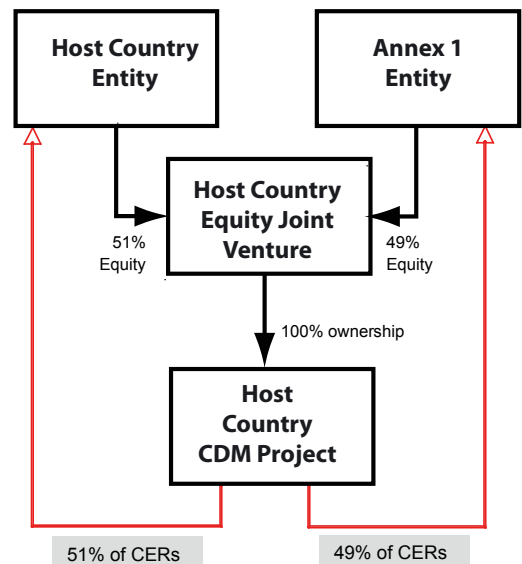 Host Country
Entity
Annex 1
Entity
Host Country
Equity Joint
Venture
51%
Equity
49%
Equity
100% ownership
Host
Country
CDM Project
51% of CERs
49% of CERs